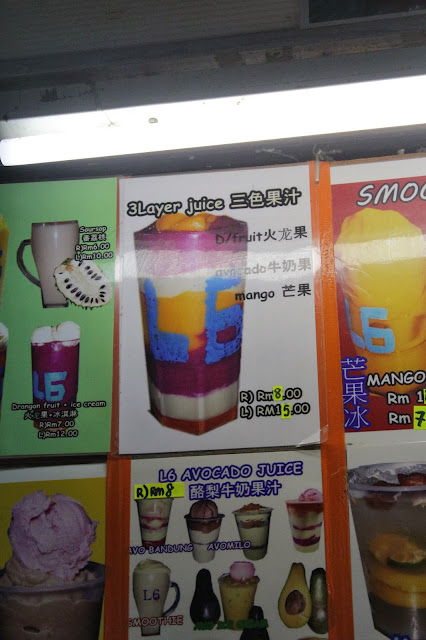 Soursop
番荔枝
R)Rm6.00
L)Rm10.00
L6
Drangon fruit + ice cream
火龙果+冰淇淋
R)Rm7.00
L)Rm12.00
3Layer juice 三色果汁
D/fruit火龙果
avocado牛奶果
mango 芒果
L6
R) Rm8.00
L) RM15.00
SMOO
L6
芒果冰
MANGO
Rm 1
Rm 7
L6 AVOCADO JUICE
酪梨牛奶果汁
R) Rm8
AVO BANDUNG
AVOMILO
L6
SMOOTHIE